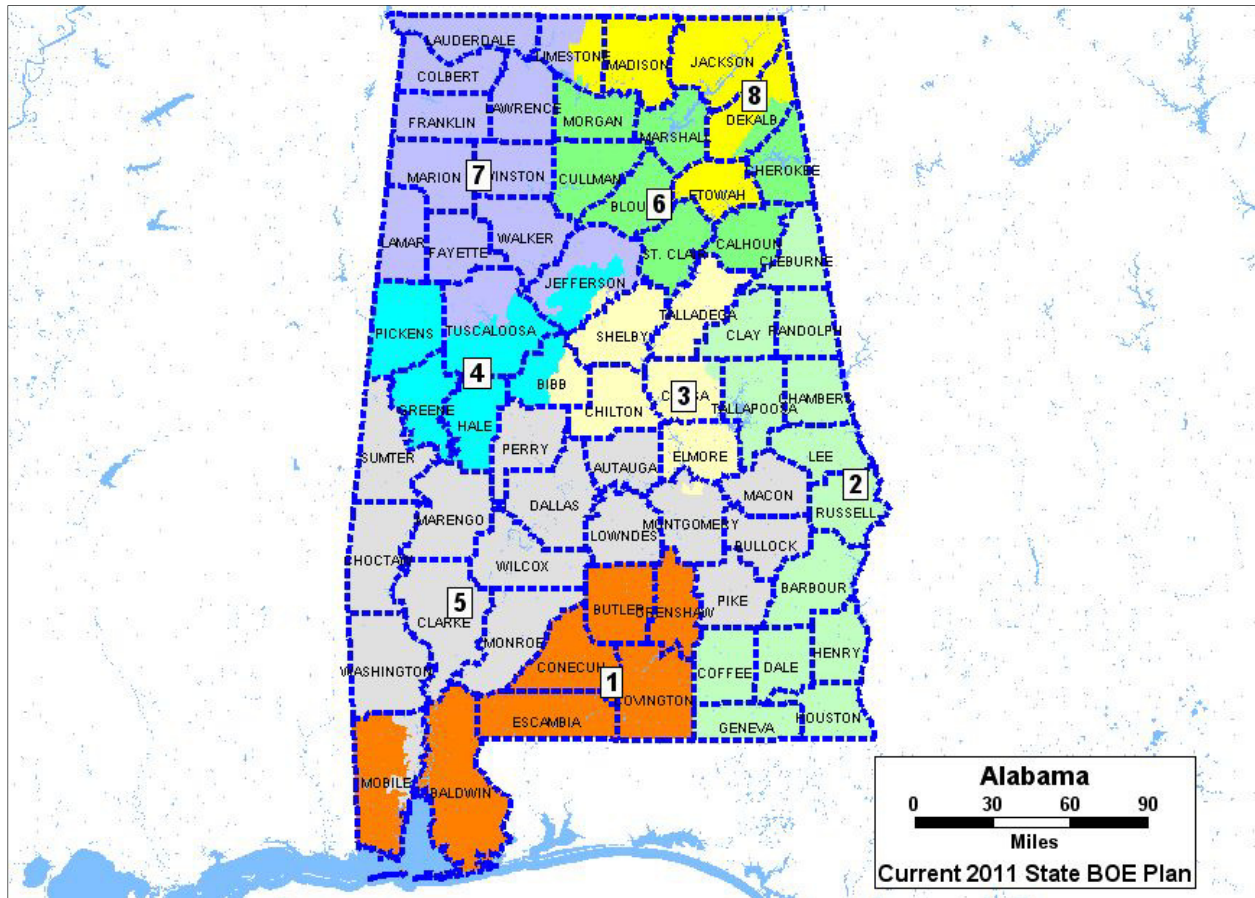 LAUDERDALE
LIMESTONE
MADISON
JACKSON
COLBERT
LAWRENCE
8
FRANKLIN
MORGAN
MARSHAL
DEKALB
MARION
7
WINSTON
CULLMAN
CHEROKEE
ETOWAH
BLOU
6
LAMAR
FAYETTE
WALKER
ST. CLAIR
CALHOUN
CLEBURNE
JEFFERSON
TALLADEGA
PICKENS
TUSCALOOSA
SHELBY
CLAY
RANDOLPH
4
BIBB
3
GREENE
HALE
CHILTON
TALLAPOOSA
CHAMBERS
SUMTER
PERRY
AUTAUGA
ELMORE
LEE
2
MACON
RUSSELL
MARENGO
DALLAS
LOWNDES
MONTGOMERY
BULLOCK
CHOCTAW
WILCOX
BARBOUR
5
CLARKE
BUTLER
CRENSHAW
PIKE
MONROE
WASHINGTON
CONECUH
1
COFFEE
DALE
HENRY
COVINGTON
ESCAMBIA
GENEVA
HOUSTON
MOBILE
BALDWIN
Alabama
0 30 60 90
Miles
Current 2011 State BOE Plan